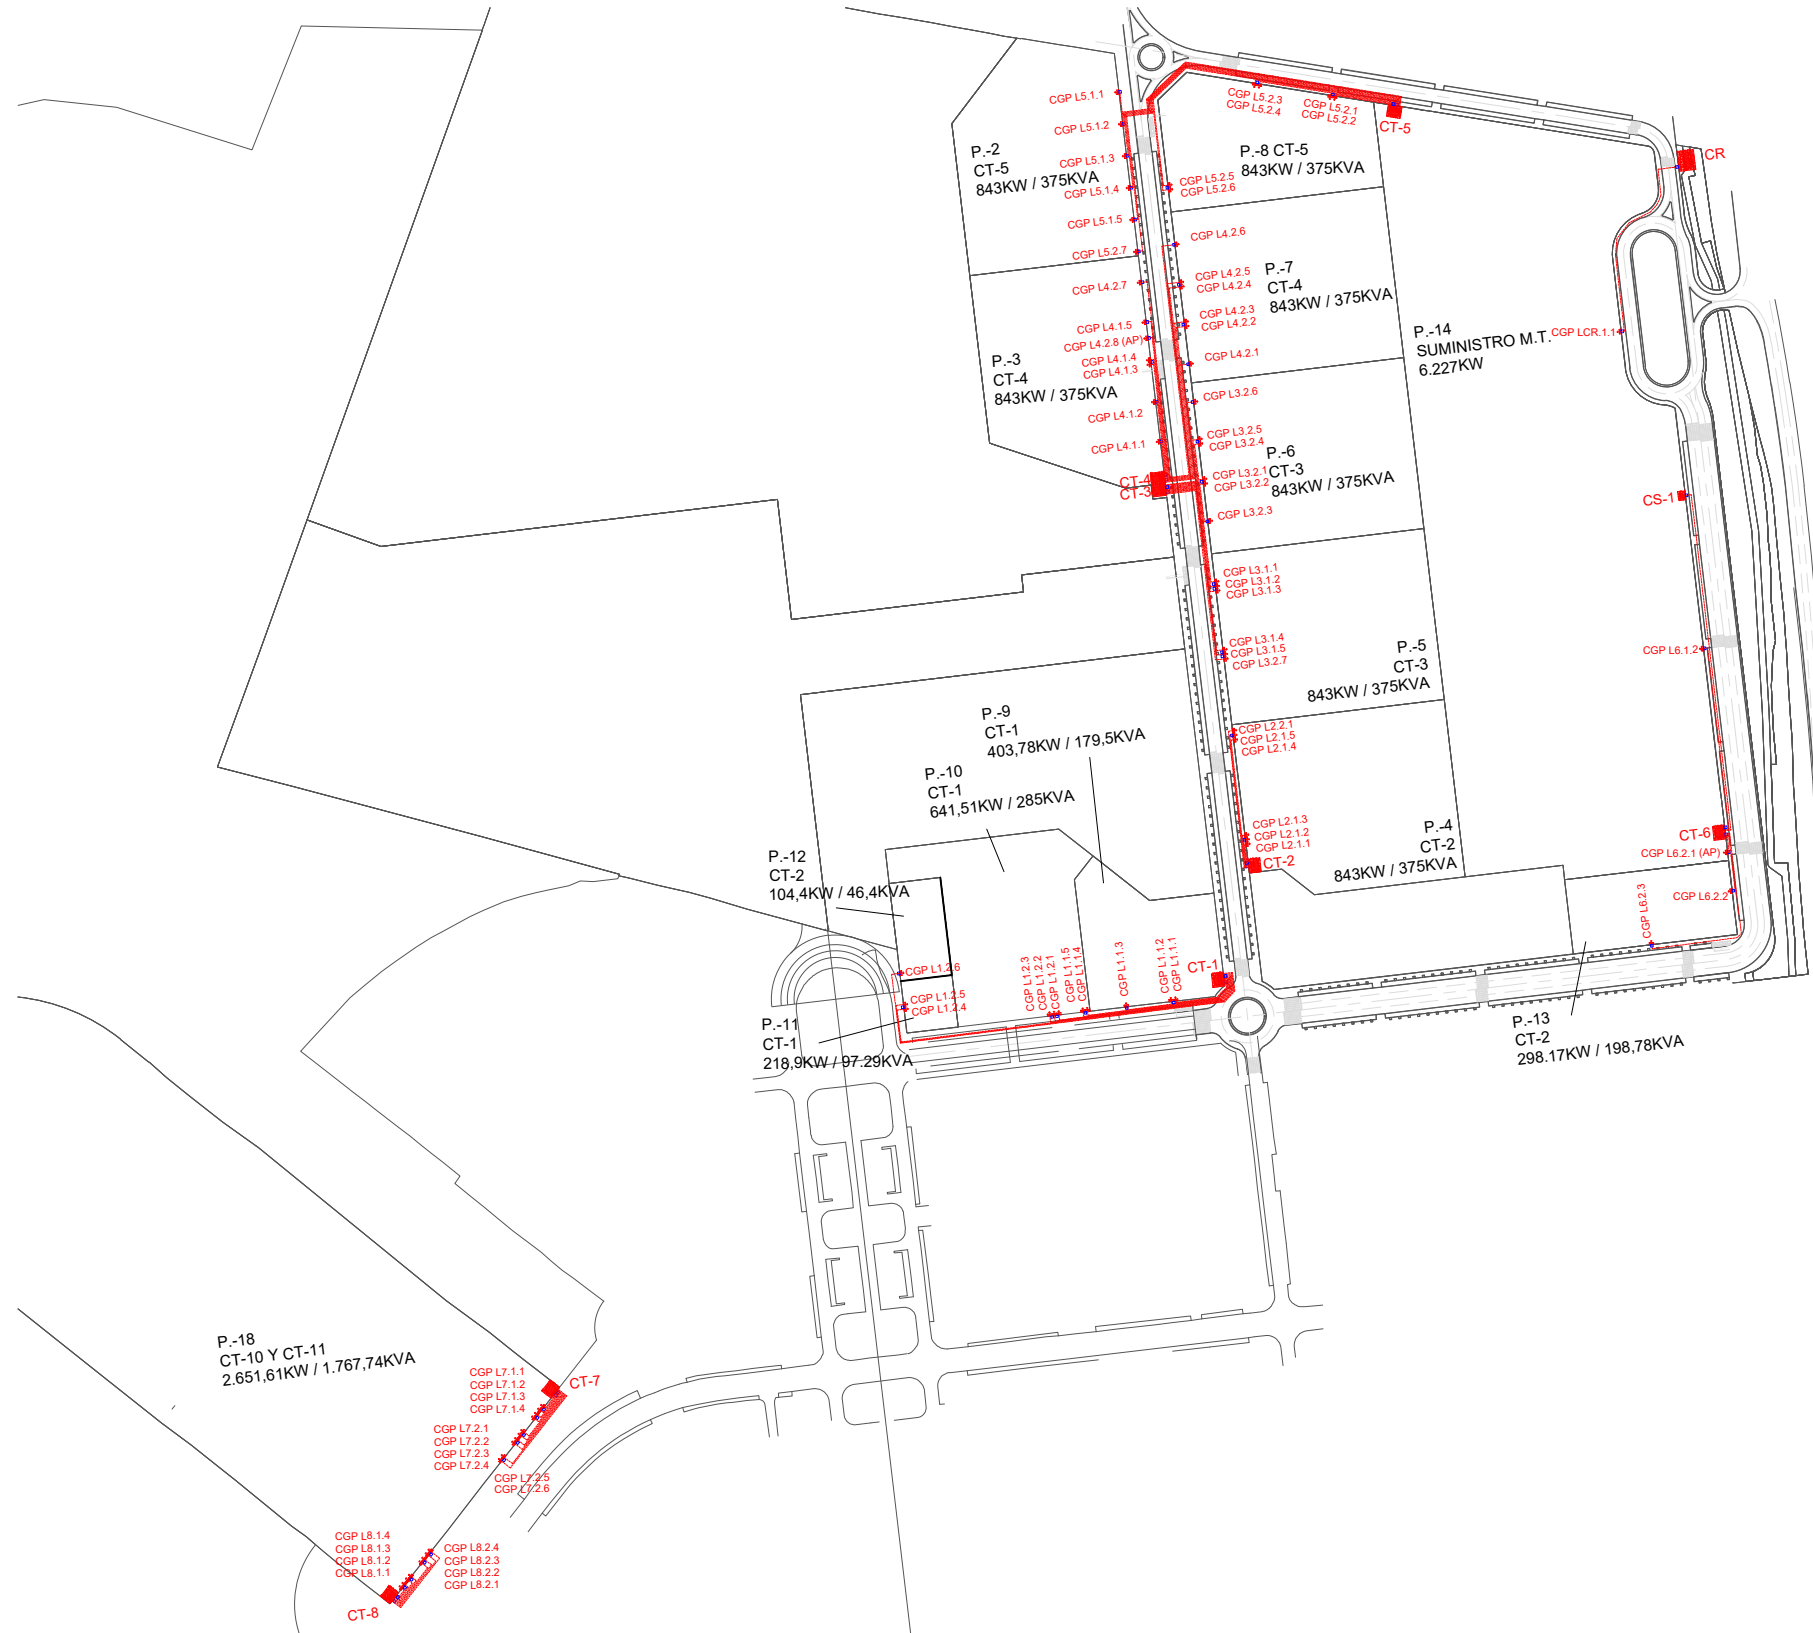 CGP L5.1.1
CGP L5.1.2
CGP L5.1.3
CGP L5.1.4
CGP L5.1.5
CGP L5.2.7
P.-2
CT-5
843KW / 375KVA
CGP L5.2.3
CGP L5.2.4
CGP L5.2.1
CGP L5.2.2
CT-5
CR
P.-8 CT-5
843KW / 375KVA
CGP L5.2.5
CGP L5.2.6
CGP L4.2.6
CGP L4.2.5
CGP L4.2.4
CGP L4.2.3
CGP L4.2.2
CGP L4.2.1
P.-7
CT-4
843KW / 375KVA
CGP L4.2.7
CGP L4.1.5
CGP L4.2.8 (AP)
CGP L4.1.4
CGP L4.1.3
CGP L4.1.2
CGP L4.1.1
P.-3
CT-4
843KW / 375KVA
P.-14
SUMINISTRO M.T.
6.227KW
CGP LCR.1.1
CT-4
CT-3
CGP L3.2.6
CGP L3.2.5
CGP L3.2.4
CGP L3.2.1
CGP L3.2.2
CGP L3.2.3
P.-6
CT-3
843KW / 375KVA
CS-1
CGP L3.1.1
CGP L3.1.2
CGP L3.1.3
CGP L3.1.4
CGP L3.1.5
CGP L3.2.7
P.-5
CT-3
843KW / 375KVA
CGP L6.1.2
P.-9
CT-1
403,78KW / 179,5KVA
CGP L2.2.1
CGP L2.1.5
CGP L2.1.4
P.-10
CT-1
641,51KW / 285KVA
CGP L2.1.3
CGP L2.1.2
CGP L2.1.1
CT-2
P.-4
CT-2
843KW / 375KVA
CT-6
CGP L6.2.1 (AP)
CGP L6.2.2
CGP L6.2.3
P.-12
CT-2
104,4KW / 46,4KVA
CGP L1.2.6
CGP L1.2.5
CGP L1.2.4
CGP L1.2.3
CGP L1.2.2
CGP L1.2.1
CGP L1.1.5
CGP L1.1.4
CGP L1.1.3
CGP L1.1.2
CGP L1.1.1
CT-1
P.-11
CT-1
218,9KW / 97.29KVA
P.-13
CT-2
298.17KW / 198,78KVA
P.-18
CT-10 Y CT-11
2.651,61KW / 1.767,74KVA
CGP L7.1.1
CGP L7.1.2
CGP L7.1.3
CGP L7.1.4
CT-7
CGP L7.2.1
CGP L7.2.2
CGP L7.2.3
CGP L7.2.4
CGP L7.2.5
CGP L7.2.6
CGP L8.1.4
CGP L8.1.3
CGP L8.1.2
CGP L8.1.1
CGP L8.2.4
CGP L8.2.3
CGP L8.2.2
CGP L8.2.1
CT-8